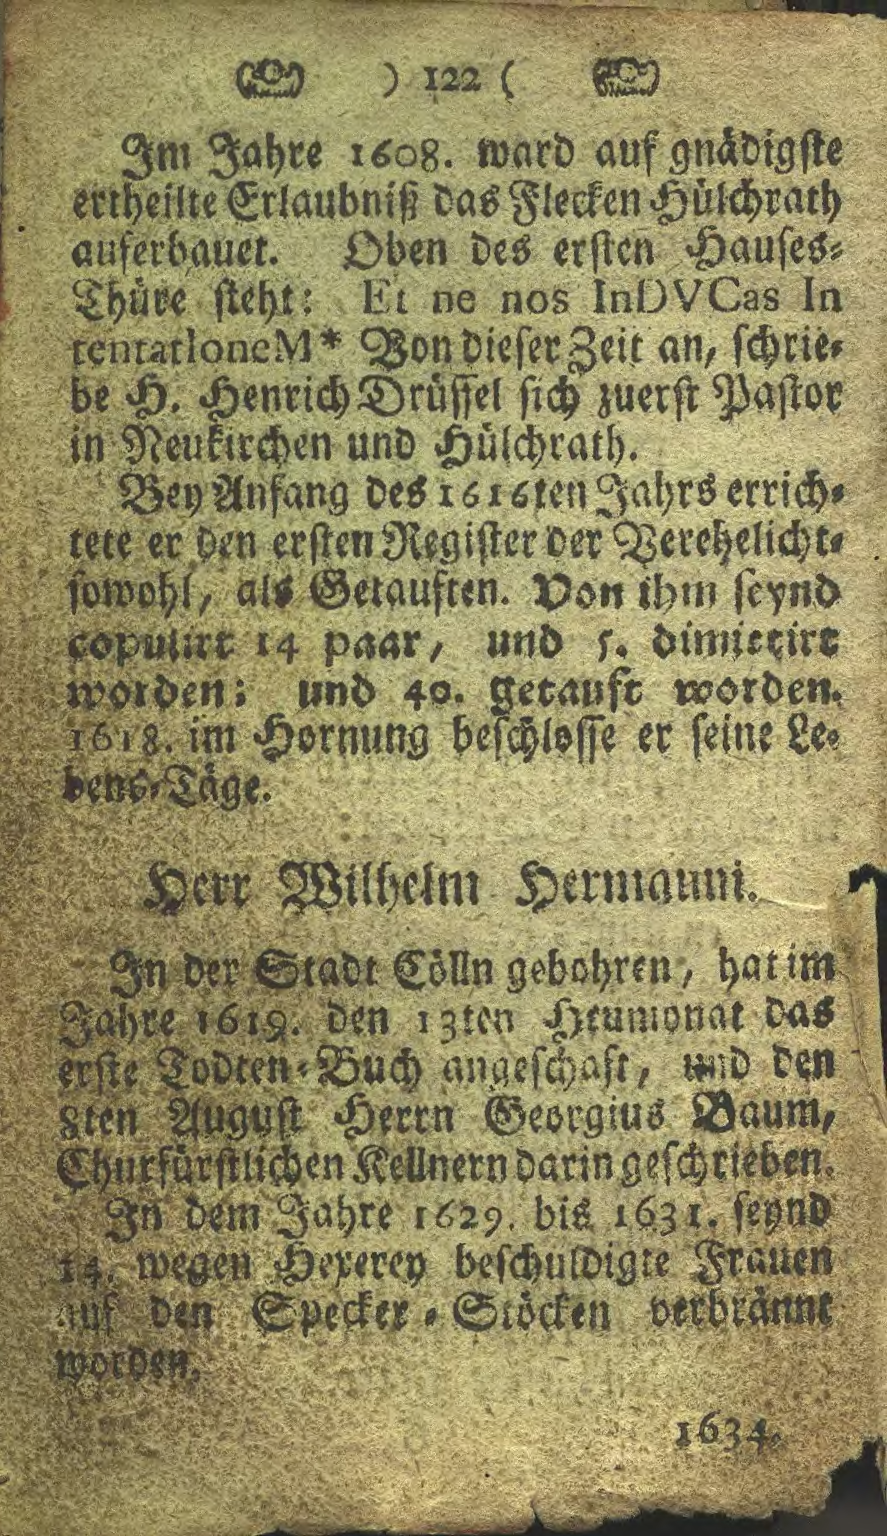 ) 122 (
Im Jahre 1608. ward auf gnädigste
ertheilte Erlaubniß das Flecken Hülchrath
auferbauet. Oben des ersten Hauses-
Thüre steht: Et ne nos InDVCas In
tentatIoneM* Von dieser Zeit an, schrie-
be H. Henrich Drüssel sich zuerst Pastor
in Neukirchen und Hülchrath.
Bey Anfang des 1616ten Jahrs errich-
tete er den ersten Register der Verehelicht-
sowohl, als Getauften. Von ihm seynd
copulirt 14 paar, und 5. dimittirt
worden; und 40. getauft worden.
1618. im Hornung beschlosse er seine Le-
bens-Täge.
Herr Wilhelm Hermanni.
In der Stadt Cölln gebohren, hat im
Jahre 1619. den 13ten Heumonat das
erste Todten-Buch angeschaft, und den
8ten August Herrn Georgius Baum,
Churfürstlichen Kellnern darin geschrieben.
In dem Jahre 1629. bis 1631. seynd
14. wegen Hexerey beschuldigte Frauen
auf den Specker-Stöcken verbrännt
worden.
1634.